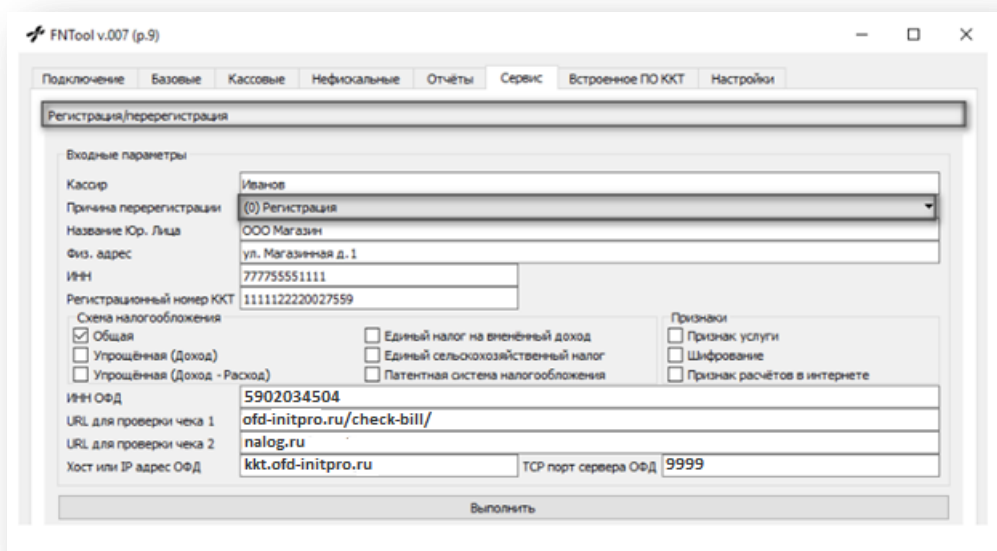 FNTool v.007 (p.9)
Подключение Базовые Кассовые Нефискальные Отчёты Сервис Встроенное ПО ККТ Настройки
Регистрация/перерегистрация
Входные параметры
Кассир Иванов
Причина перерегистрации (0) Регистрация
Название Юр. Лица ООО Магазин
Физ. адрес ул. Магазинная д.1
ИНН 777755551111
Регистрационный номер ККТ 1111122220027559
Схема налогообложения Признаки
Общая Единый налог на вменённый доход Признак услуги
Упрощённая (Доход) Единый сельскохозяйственный налог Шифрование
Упрощённая (Доход - Расход) Патентная система налогообложения Признак расчётов в интернете
ИНН ОФД 5902034504
URL для проверки чека 1 ofd-initpro.ru/check-bill/
URL для проверки чека 2 nalog.ru
Хост или IP адрес ОФД kkt.ofd-initpro.ru TCP порт сервера ОФД 9999
Выполнить